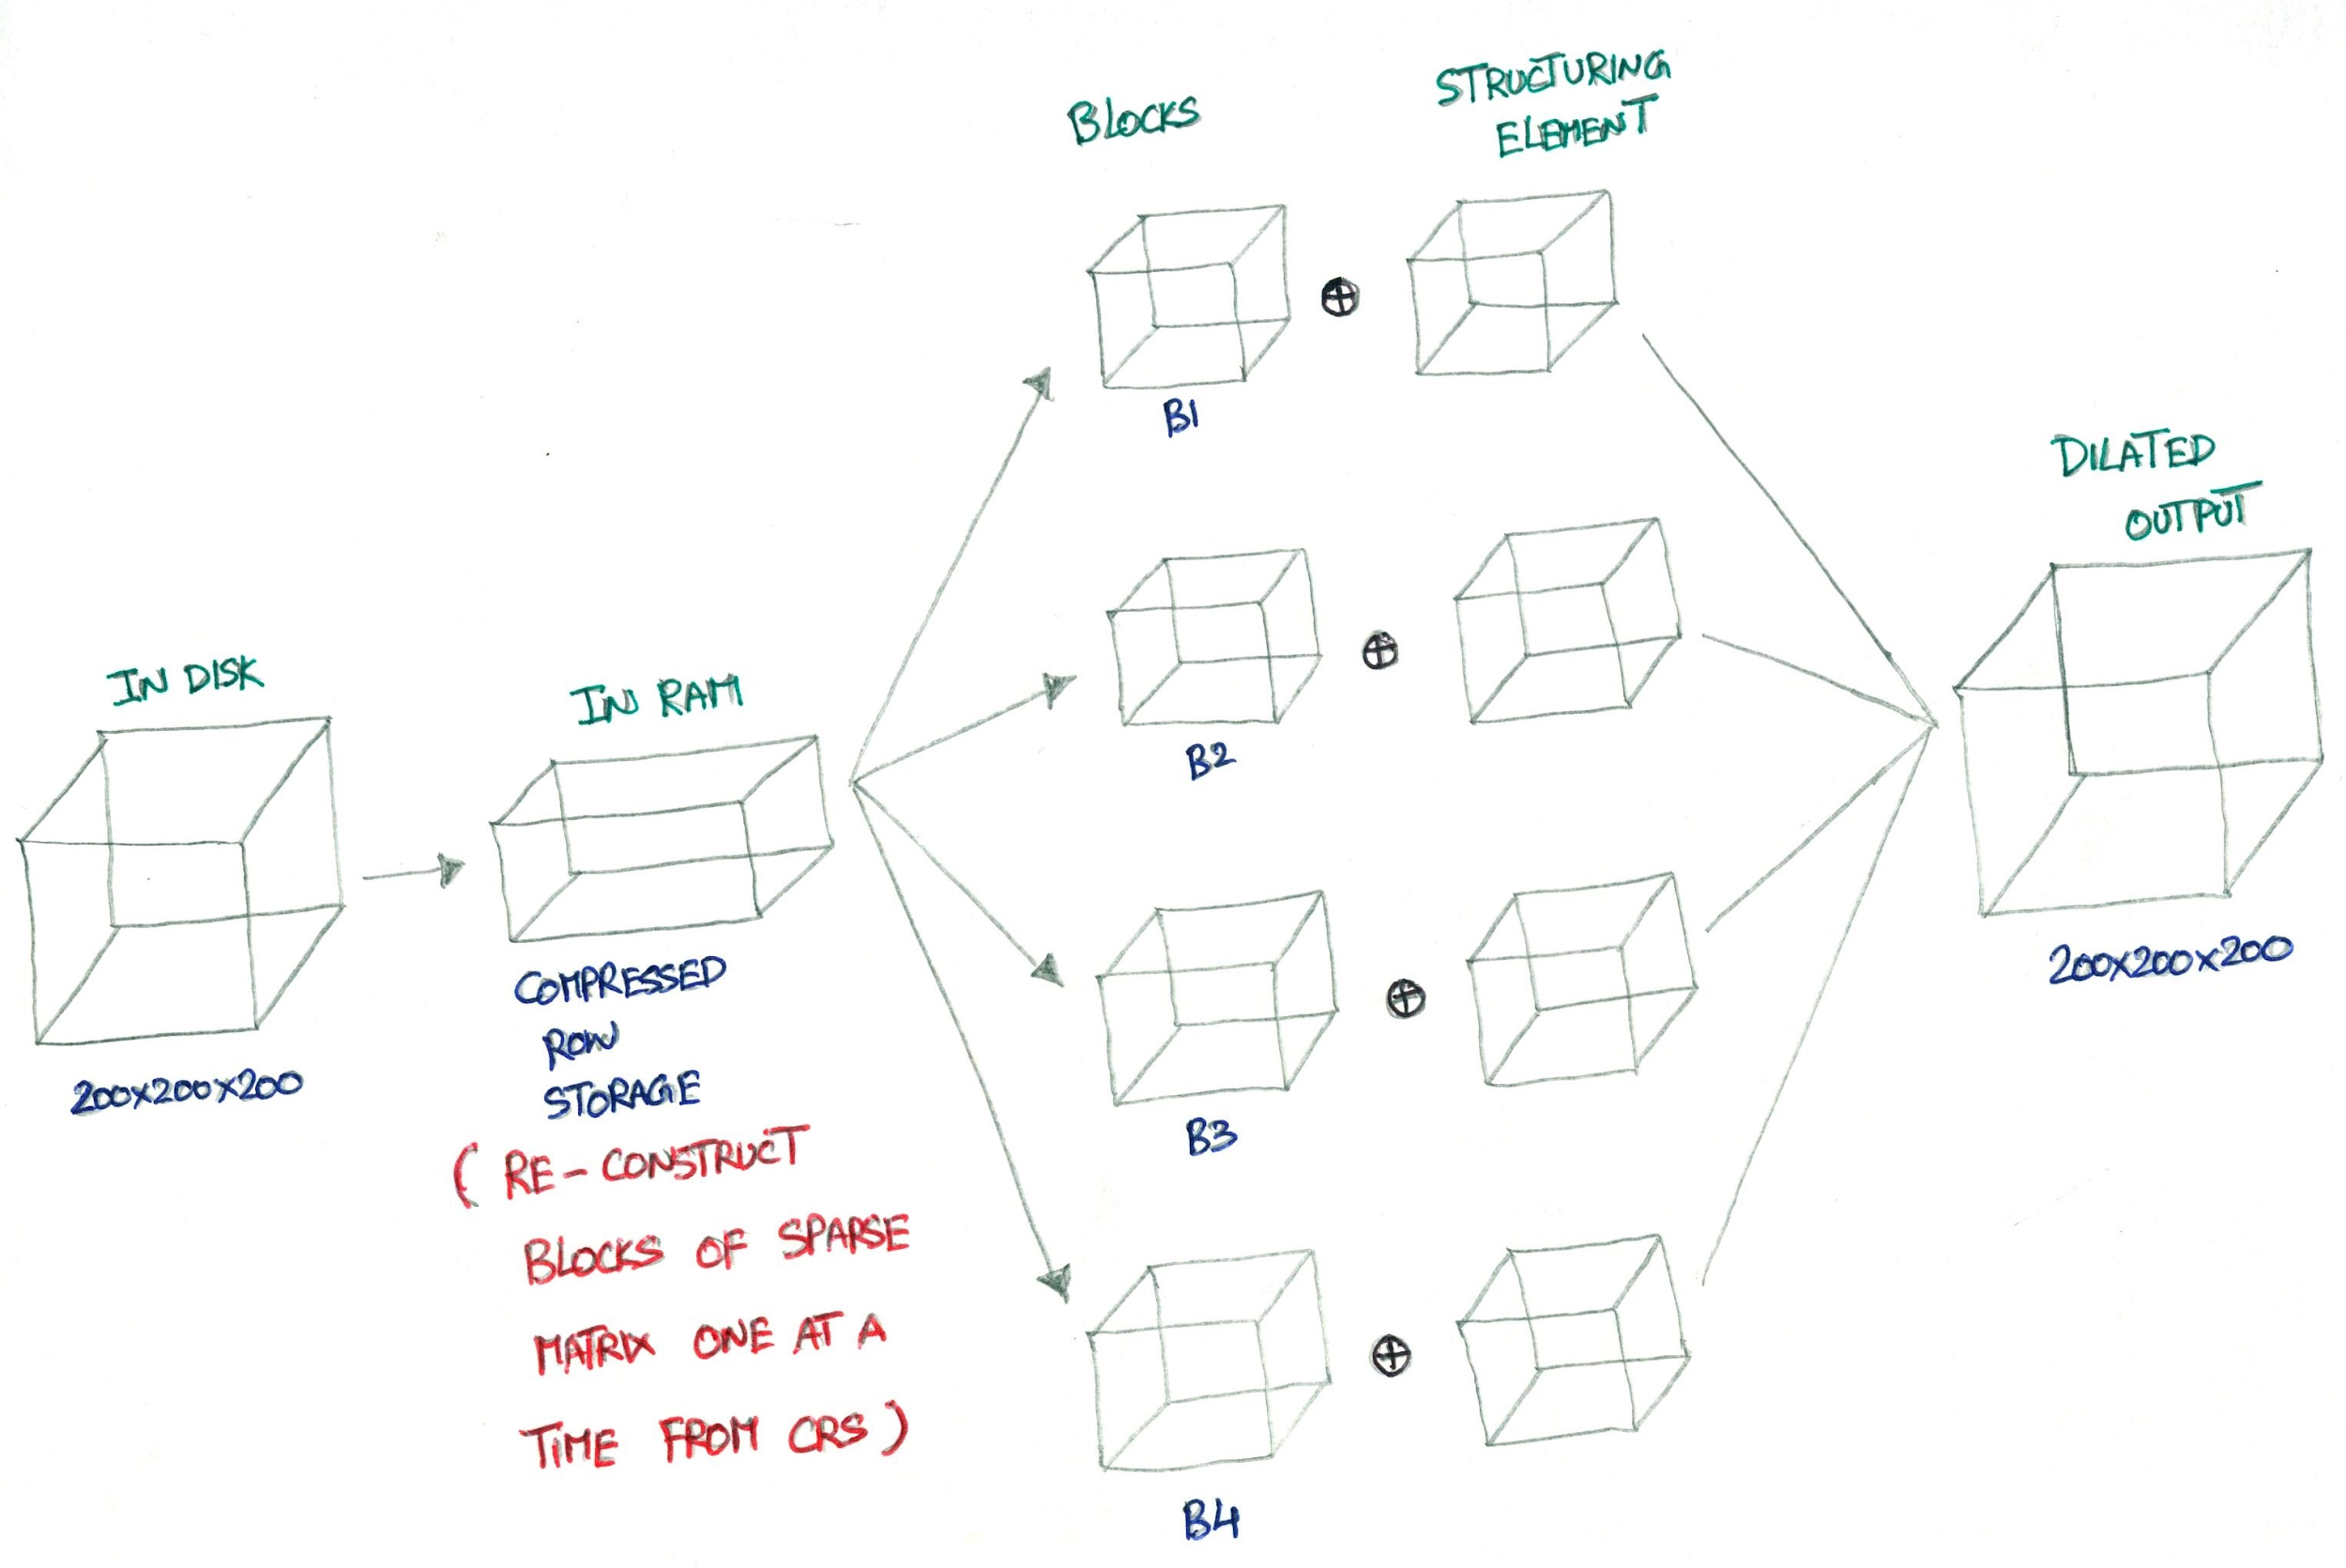 IN DISK
200x200x200
IN RAM
COMPRESSED
ROW
STORAGE
( RE-CONSTRUCT
BLOCKS OF SPARSE
MATRIX ONE AT A
TIME FROM CRS )
BLOCKS
STRUCTURING
ELEMENT
⊕
B1
⊕
B2
⊕
B3
⊕
B4
DILATED
OUTPUT
200x200x200